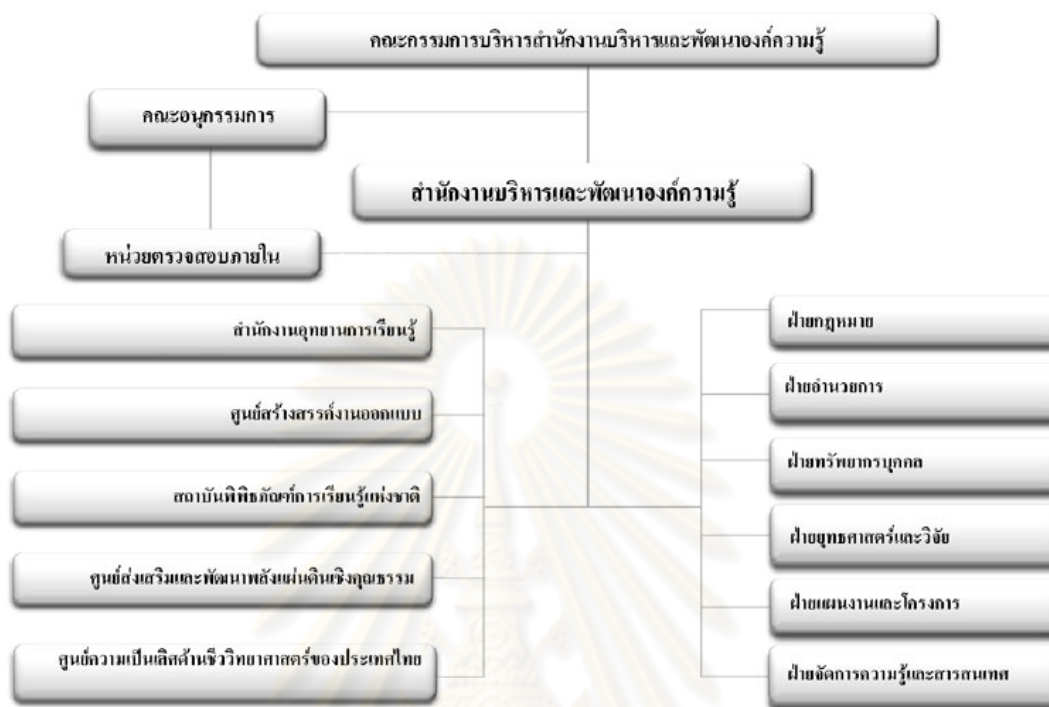 คณะกรรมการบริหารสำนักงานบริหารและพัฒนาองค์ความรู้
คณะอนุกรรมการ
สำนักงานบริหารและพัฒนาองค์ความรู้
หน่วยตรวจสอบภายใน
สำนักงานอุทยานการเรียนรู้
ศูนย์สร้างสรรค์งานออกแบบ
สถาบันพิพิธภัณฑ์การเรียนรู้แห่งชาติ
ศูนย์ส่งเสริมและพัฒนาพลังแผ่นดินเชิงคุณธรรม
ศูนย์ความเป็นเลิศด้านชีววิทยาศาสตร์ของประเทศไทย
ฝ่ายกฎหมาย
ฝ่ายอำนวยการ
ฝ่ายทรัพยากรบุคคล
ฝ่ายยุทธศาสตร์และวิจัย
ฝ่ายแผนงานและโครงการ
ฝ่ายจัดการความรู้และสารสนเทศ